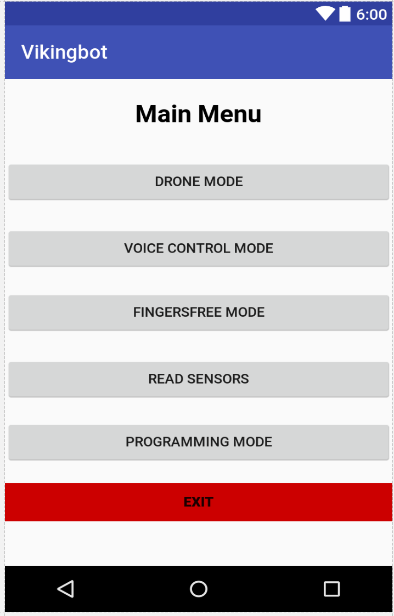 6:00
Vikingbot
Main Menu
DRONE MODE
VOICE CONTROL MODE
FINGERSFREE MODE
READ SENSORS
PROGRAMMING MODE
EXIT